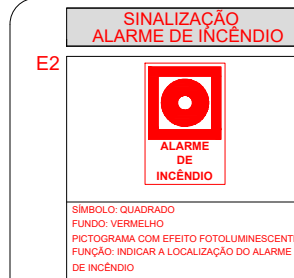 SINALIZAÇÃO
ALARME DE INCÊNDIO
E2
ALARME
DE
INCÊNDIO
SÍMBOLO: QUADRADO
FUNDO: VERMELHO
PICTOGRAMA COM EFEITO FOTOLUMINESCENT
FUNÇÃO: INDICAR A LOCALIZAÇÃO DO ALARME
DE INCÊNDIO